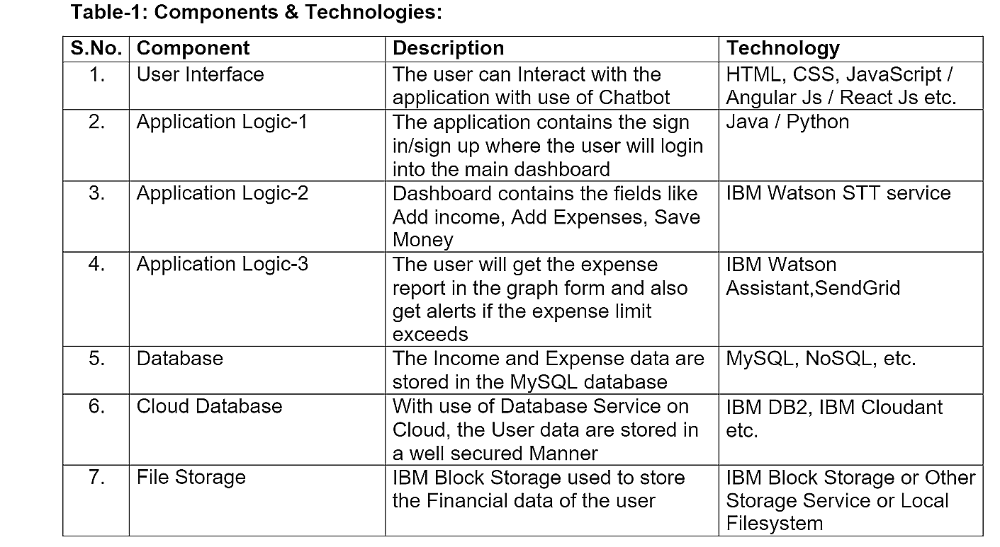 Table-1: Components & Technologies:
S.No. Component Description Technology
1. User Interface The user can Interact with the HTML, CSS, JavaScript /
application with use of Chatbot Angular Js / React Js etc.
2. Application Logic-1 The application contains the sign Java / Python
in/sign up where the user will login
into the main dashboard
3. Application Logic-2 Dashboard contains the fields like IBM Watson STT service
Add income, Add Expenses, Save
Money
4. Application Logic-3 The user will get the expense IBM Watson
report in the graph form and also Assistant,SendGrid
get alerts if the expense limit
exceeds
5. Database The Income and Expense data are MySQL, NoSQL, etc.
stored in the MySQL database
6. Cloud Database With use of Database Service on IBM DB2, IBM Cloudant
Cloud, the User data are stored in etc.
a well secured Manner
7. File Storage IBM Block Storage used to store IBM Block Storage or Other
the Financial data of the user Storage Service or Local
Filesystem